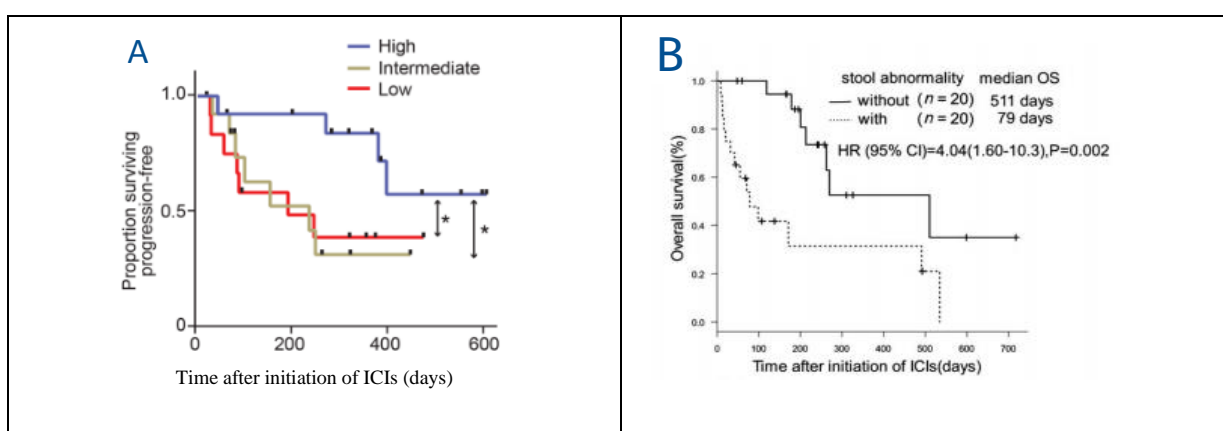 A
High
Intermediate
Low
1.0
0.5
0
Proportion surviving
progression-free
*
*
0 200 400 600
Time after initiation of ICIs (days)
B
stool abnormality median OS
without (n = 20) 511 days
with (n = 20) 79 days
HR (95% CI)=4.04(1.60-10.3),P=0.002
1.0
0.8
0.6
0.4
0.2
0.0
Overall survival(%)
0 100 200 300 400 500 600 700
Time after initiation of ICIs(days)